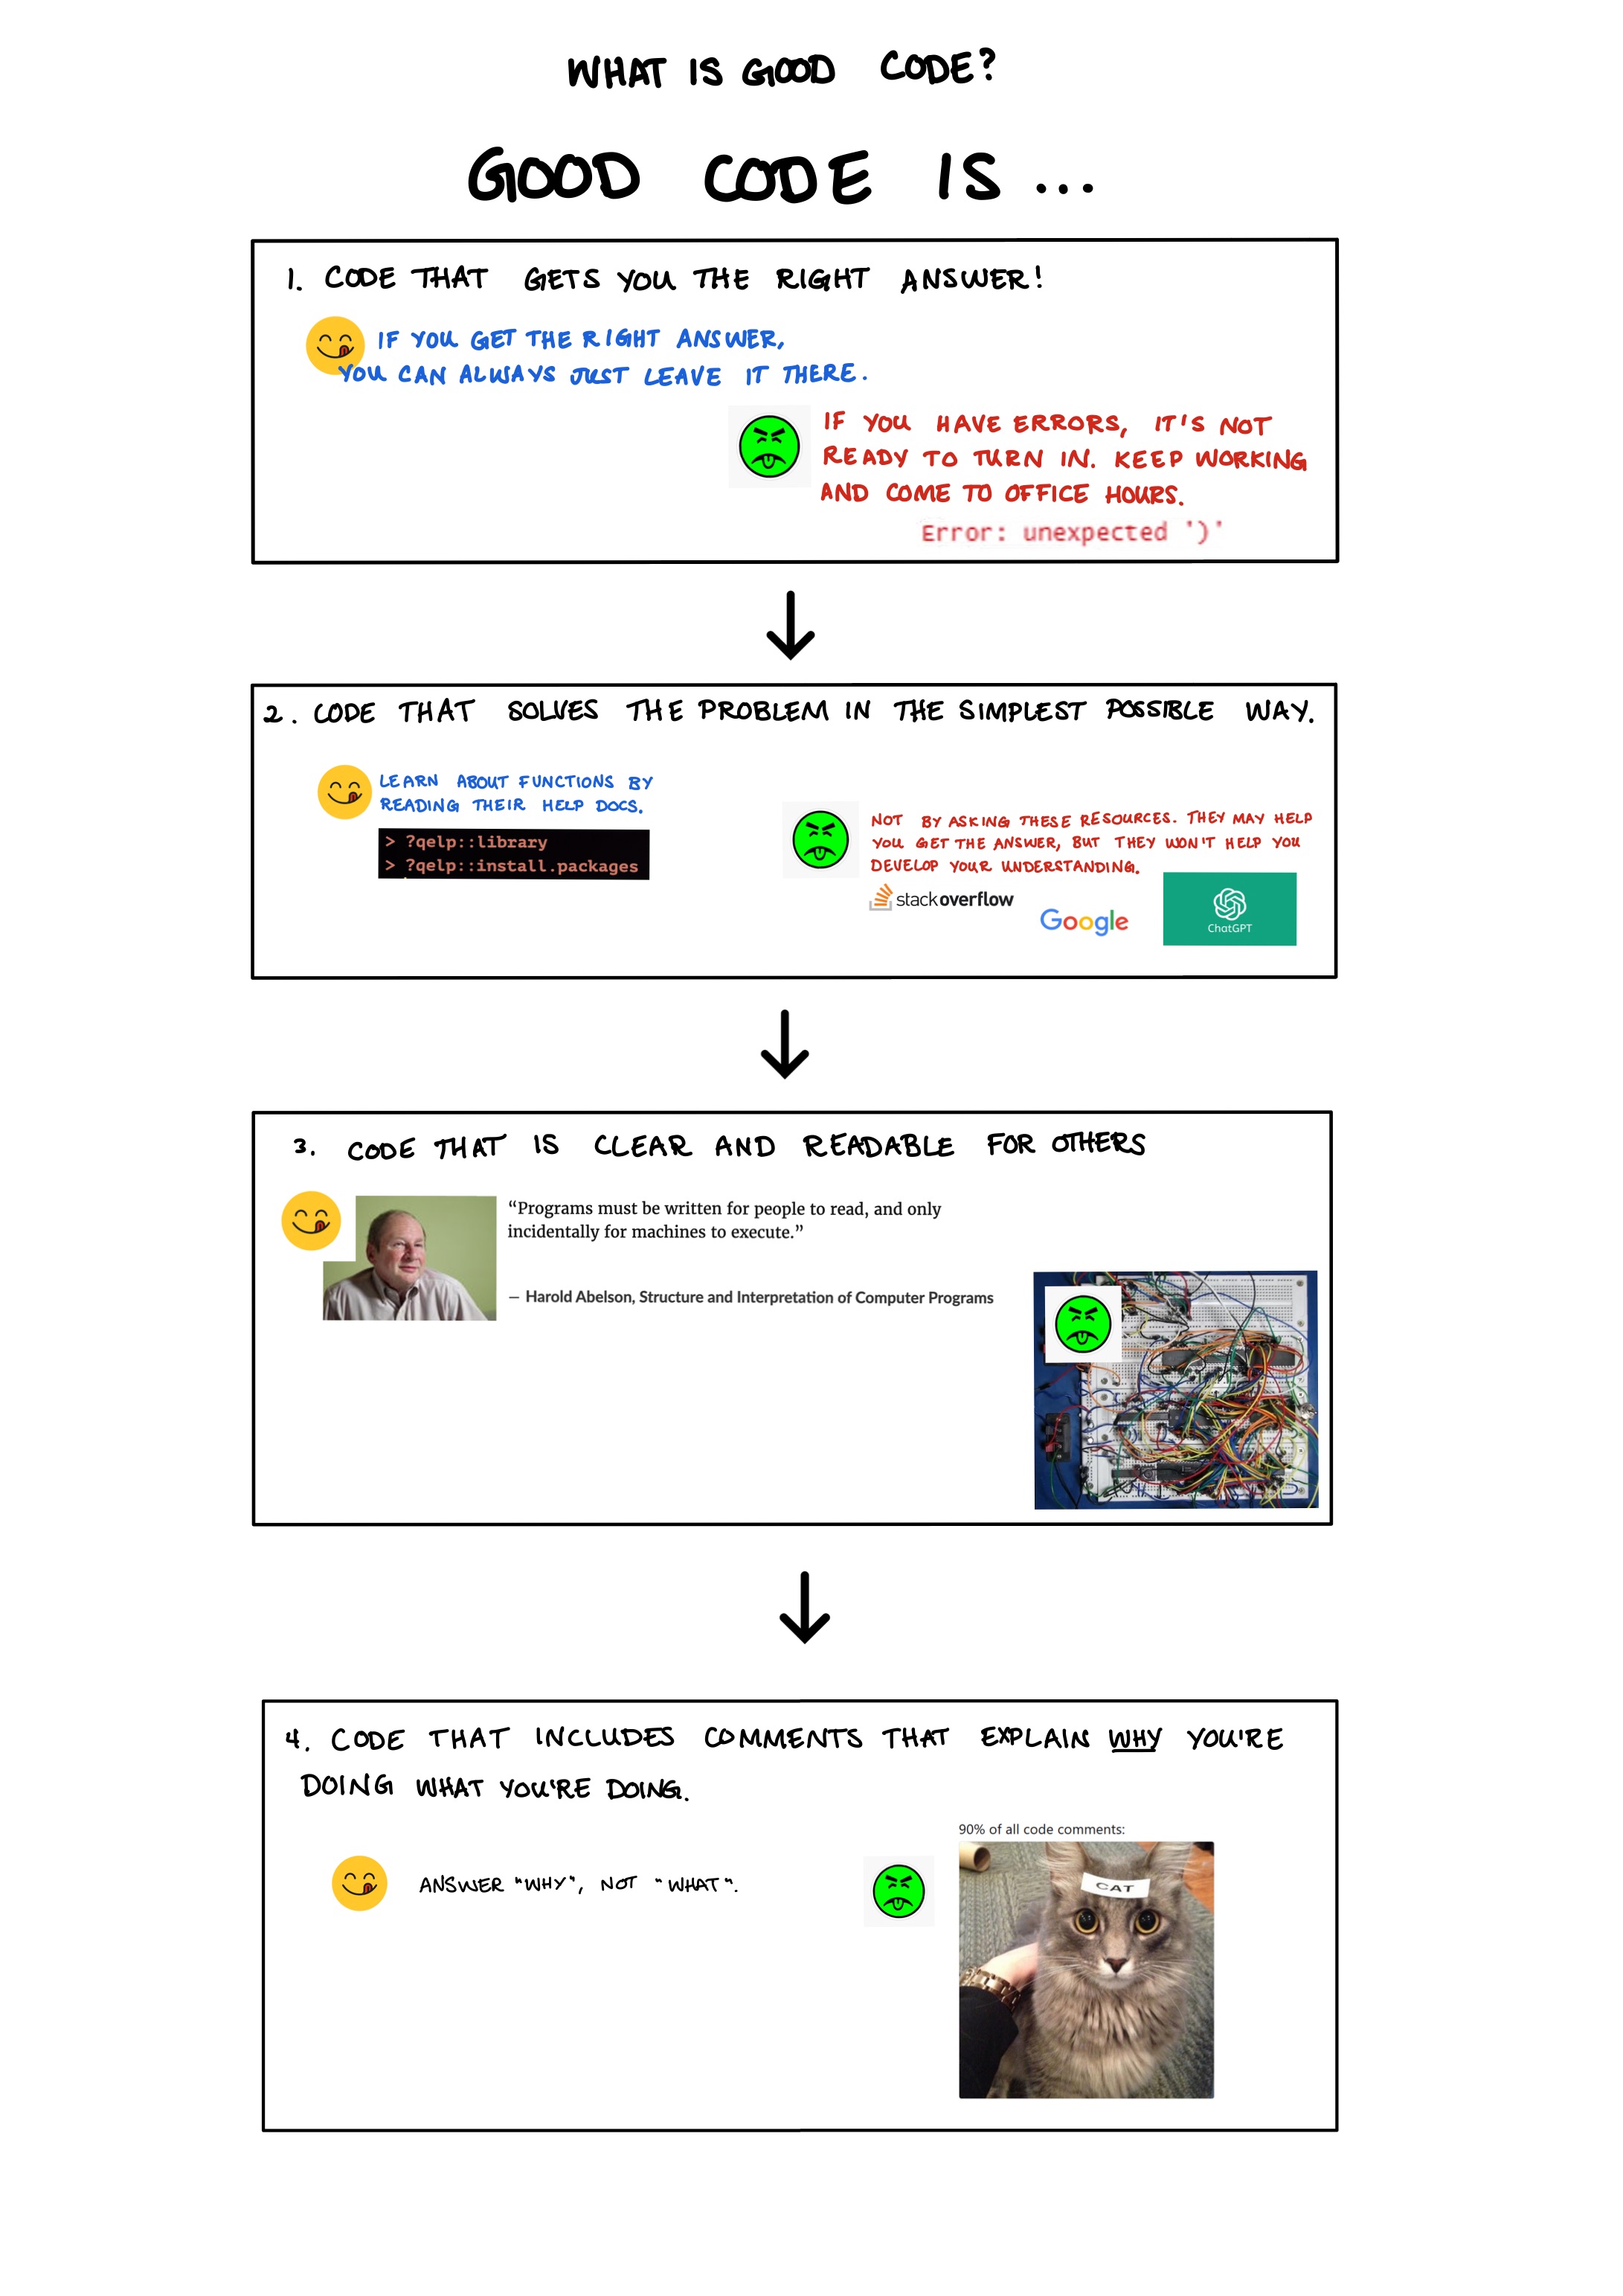 WHAT IS GOOD CODE?
GOOD CODE IS ...
1. CODE THAT GETS YOU THE RIGHT ANSWER!
IF YOU GET THE RIGHT ANSWER,
YOU CAN ALWAYS JUST LEAVE IT THERE.
IF YOU HAVE ERRORS, IT'S NOT
READY TO TURN IN. KEEP WORKING
AND COME TO OFFICE HOURS.
Error: unexpected ')'
2. CODE THAT SOLVES THE PROBLEM IN THE SIMPLEST POSSIBLE WAY.
LEARN ABOUT FUNCTIONS BY
READING THEIR HELP DOCS.
> ?qelp::library
> ?qelp::install.packages
NOT BY ASKING THESE RESOURCES. THEY MAY HELP
YOU GET THE ANSWER, BUT THEY WON'T HELP YOU
DEVELOP YOUR UNDERSTANDING.
stackoverflow
Google
ChatGPT
3. CODE THAT IS CLEAR AND READABLE FOR OTHERS
“Programs must be written for people to read, and only
incidentally for machines to execute.”
— Harold Abelson, Structure and Interpretation of Computer Programs
4. CODE THAT INCLUDES COMMENTS THAT EXPLAIN WHY YOU'RE
DOING WHAT YOU'RE DOING.
ANSWER "WHY", NOT "WHAT".
90% of all code comments:
CAT